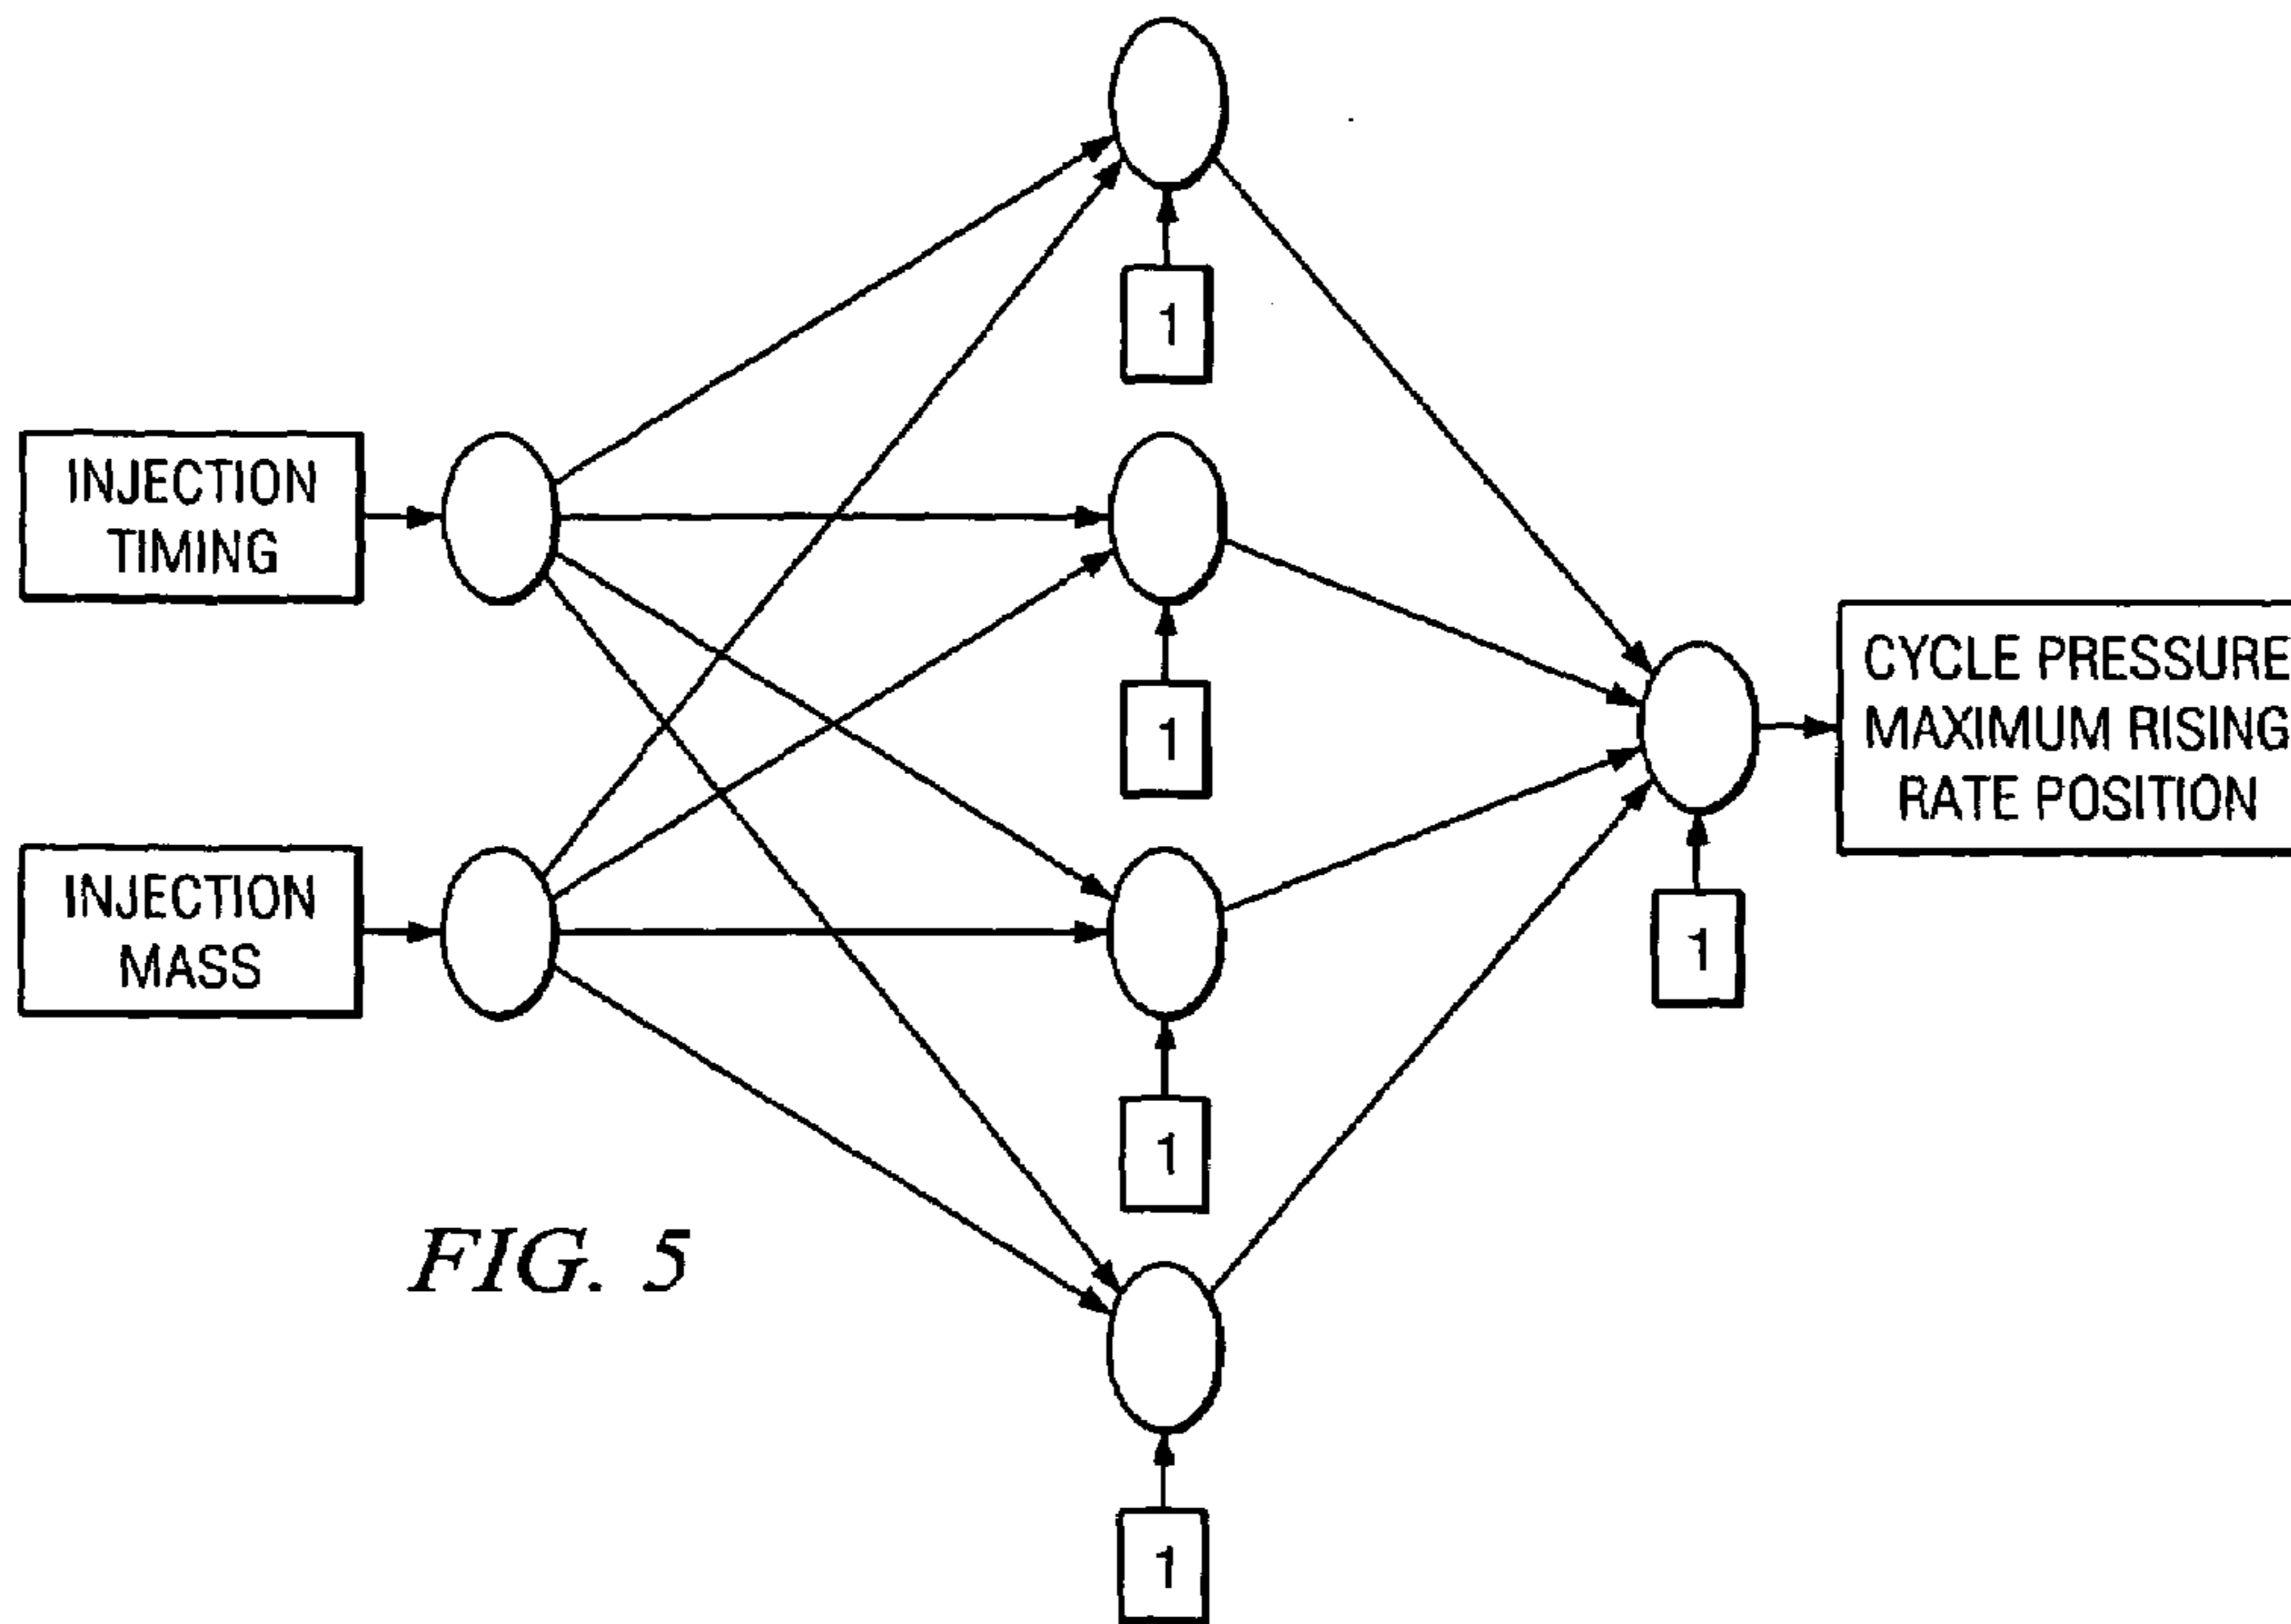 1
INJECTION
TIMING
1
CYCLE PRESSURE
MAXIMUM RISING
RATE POSITION
INJECTION
MASS
1
1
FIG. 5
1